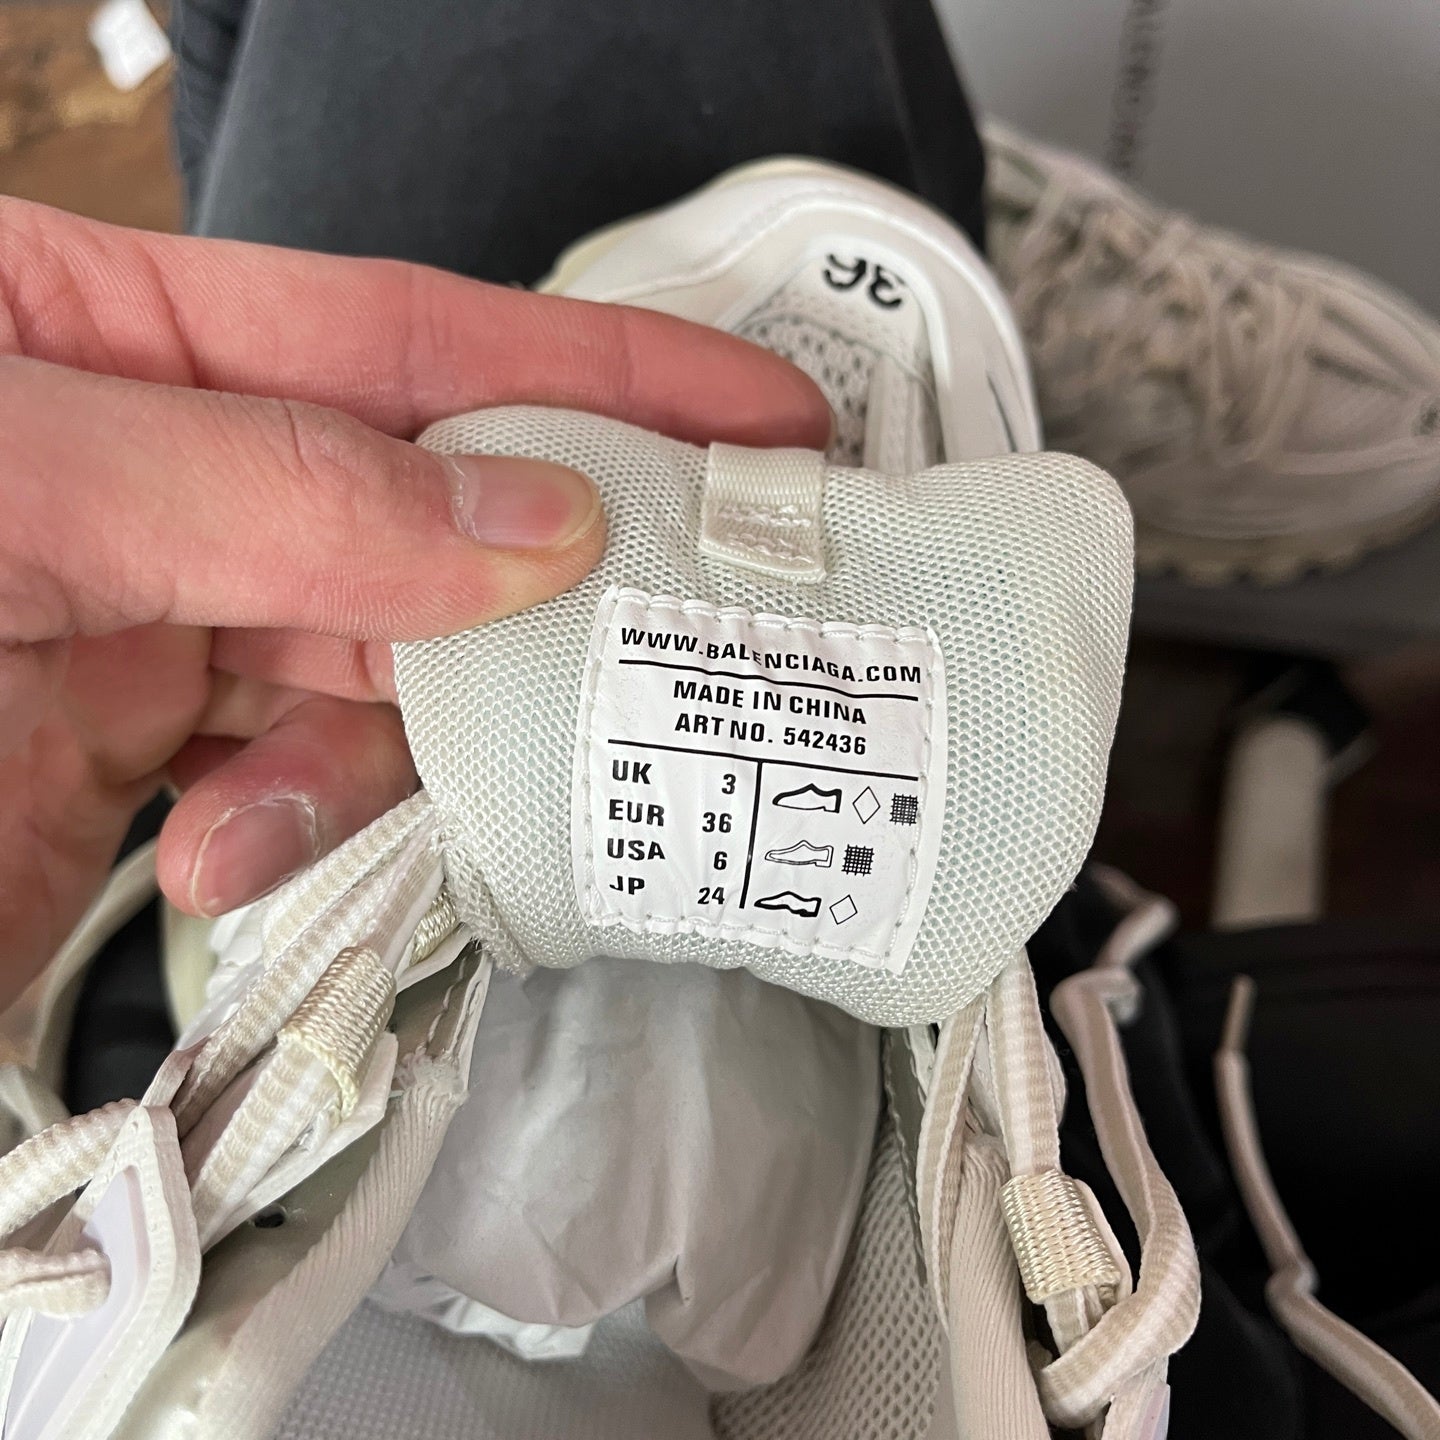 36
WWW.BALENCIAGA.COM
MADE IN CHINA
ART NO. 542436
UK 3
EUR 36
USA 6
JP 24